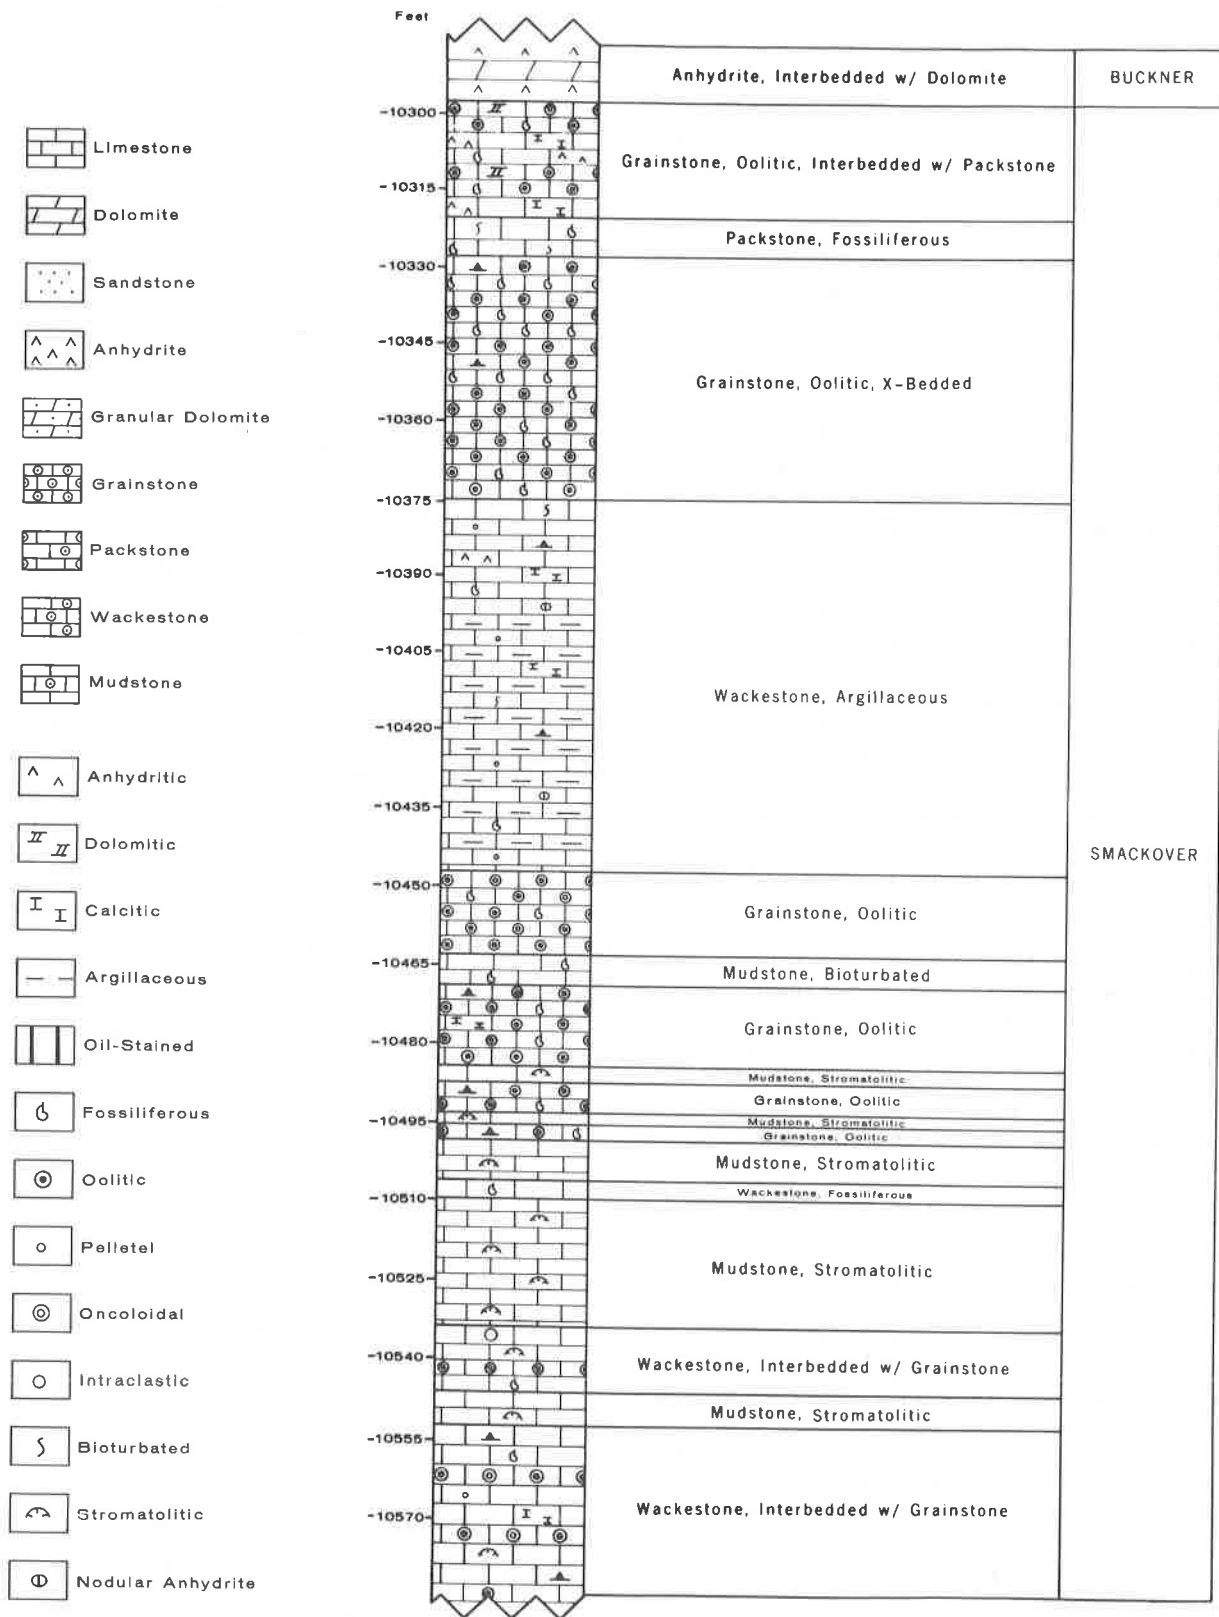 Feet
Anhydrite, Interbedded w/ Dolomite
BUCKNER
-10300
Grainstone, Oolitic, Interbedded w/ Packstone
-10315
Packstone, Fossiliferous
-10330
-10345
Grainstone, Oolitic, X-Bedded
-10360
-10375
-10390
-10405
Wackestone, Argillaceous
-10420
-10435
SMACKOVER
-10450
Grainstone, Oolitic
-10465
Mudstone, Bioturbated
Grainstone, Oolitic
-10480
Mudstone, Stromatolitic
Grainstone, Oolitic
-10495
Mudstone, Stromatolitic
Grainstone, Oolitic
Mudstone, Stromatolitic
Wackestone, Fossiliferous
-10510
Mudstone, Stromatolitic
-10525
-10540
Wackestone, Interbedded w/ Grainstone
Mudstone, Stromatolitic
-10555
Wackestone, Interbedded w/ Grainstone
-10570
Limestone
Dolomite
Sandstone
Anhydrite
Granular Dolomite
Grainstone
Packstone
Wackestone
Mudstone
Anhydritic
Dolomitic
Calcitic
Argillaceous
Oil-Stained
Fossiliferous
Oolitic
Pelletel
Oncoloidal
Intraclastic
Bioturbated
Stromatolitic
Nodular Anhydrite